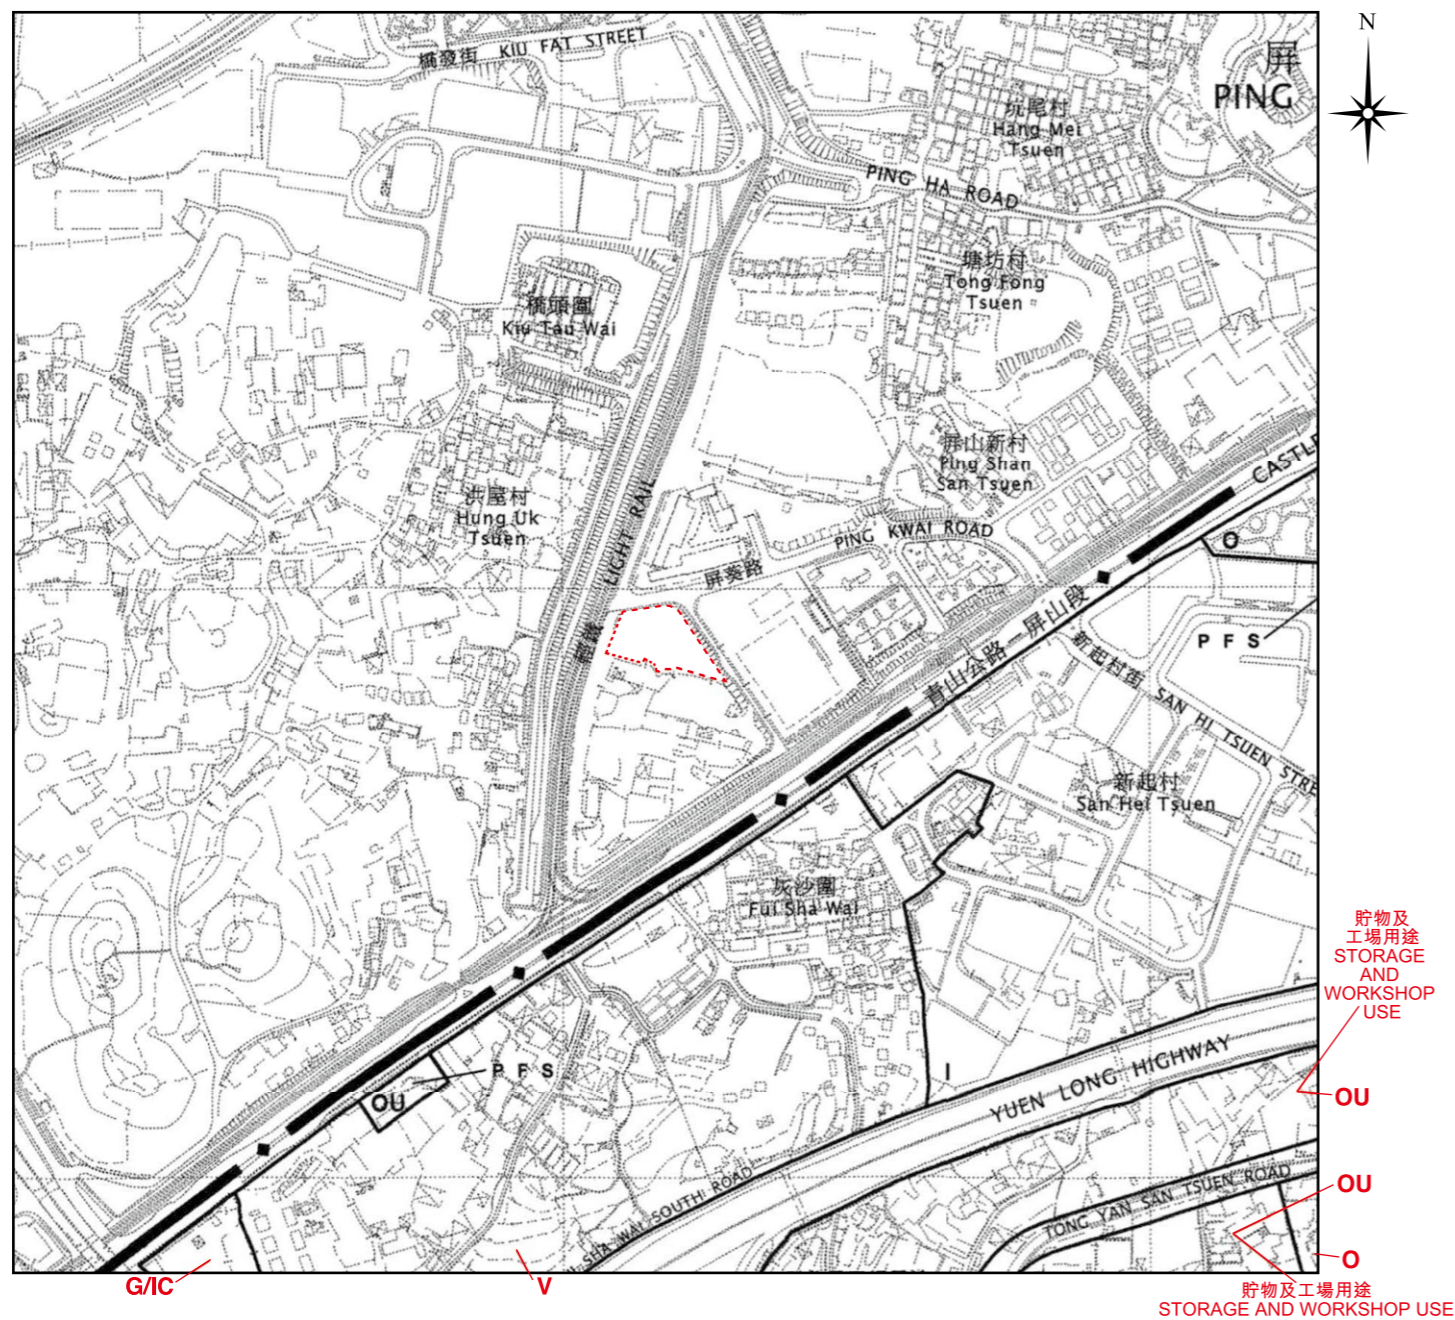 N
橋發街 KIU FAT STREET
屏
PING
坑尾村
Hang Mei
Tsuen
PING HA ROAD
塘坊村
Tong Fong
Tsuen
橋頭圍
Kiu Tau Wai
屏山新村
Ping Shan
San Tsuen
CASTLE
洪屋村
Hung Uk
Tsuen
LIGHT RAIL
PING KWAI ROAD
屏葵路
O
P F S
青山公路－屏山段
新起村街 SAN HI TSUEN STRE
新起村
San Hei Tsuen
灰沙圍
Fui Sha Wai
貯物及
工場用途
STORAGE
AND
WORKSHOP
USE
P F S
OU
I
YUEN LONG HIGHWAY
OU
SHA WAI SOUTH ROAD
TONG YAN SAN TSUEN ROAD
OU
O
G/IC
V
貯物及工場用途
STORAGE AND WORKSHOP USE